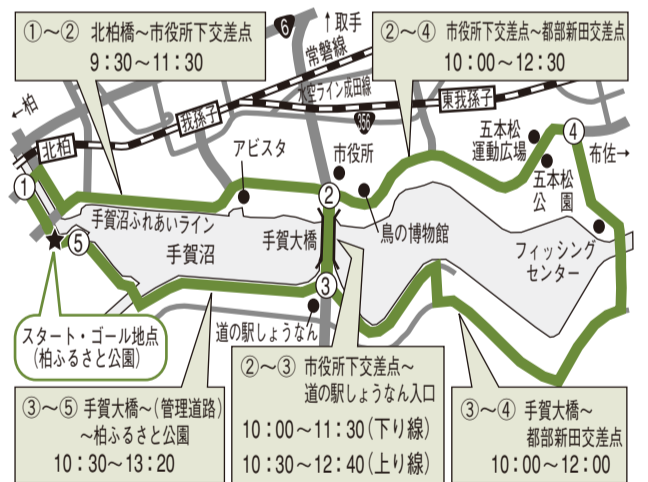 ①～② 北柏橋～市役所下交差点
9：30～11：30
②～④ 市役所下交差点～都部新田交差点
10：00～12：30
6
↑取手
常磐線
水空ライン成田線
356
←柏
北柏
我孫子
東我孫子
アビスタ
市役所
五本松
運動広場
④
布佐→
五本松
公園
①
②
手賀沼ふれあいライン
手賀沼
手賀大橋
鳥の博物館
フィッシング
センター
⑤
③
道の駅しょうなん
スタート・ゴール地点
（柏ふるさと公園）
②～③ 市役所下交差点～
道の駅しょうなん入口
10：00～11：30（下り線）
10：30～12：40（上り線）
③～⑤ 手賀大橋～（管理道路）
～柏ふるさと公園
10：30～13：20
③～④ 手賀大橋～
都部新田交差点
10：00～12：00